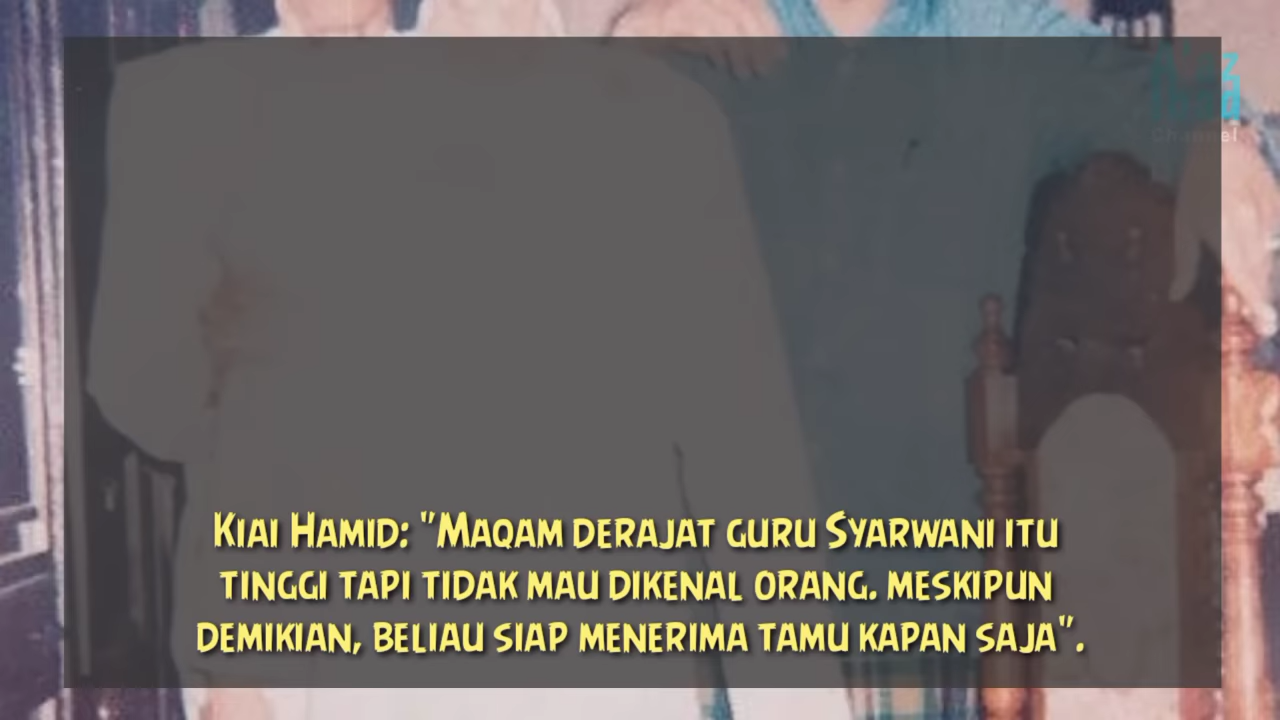 Channel
Kiai Hamid: "Maqam derajat guru Syarwani itu
tinggi tapi tidak mau dikenal orang. Meskipun
demikian, beliau siap menerima tamu kapan saja".